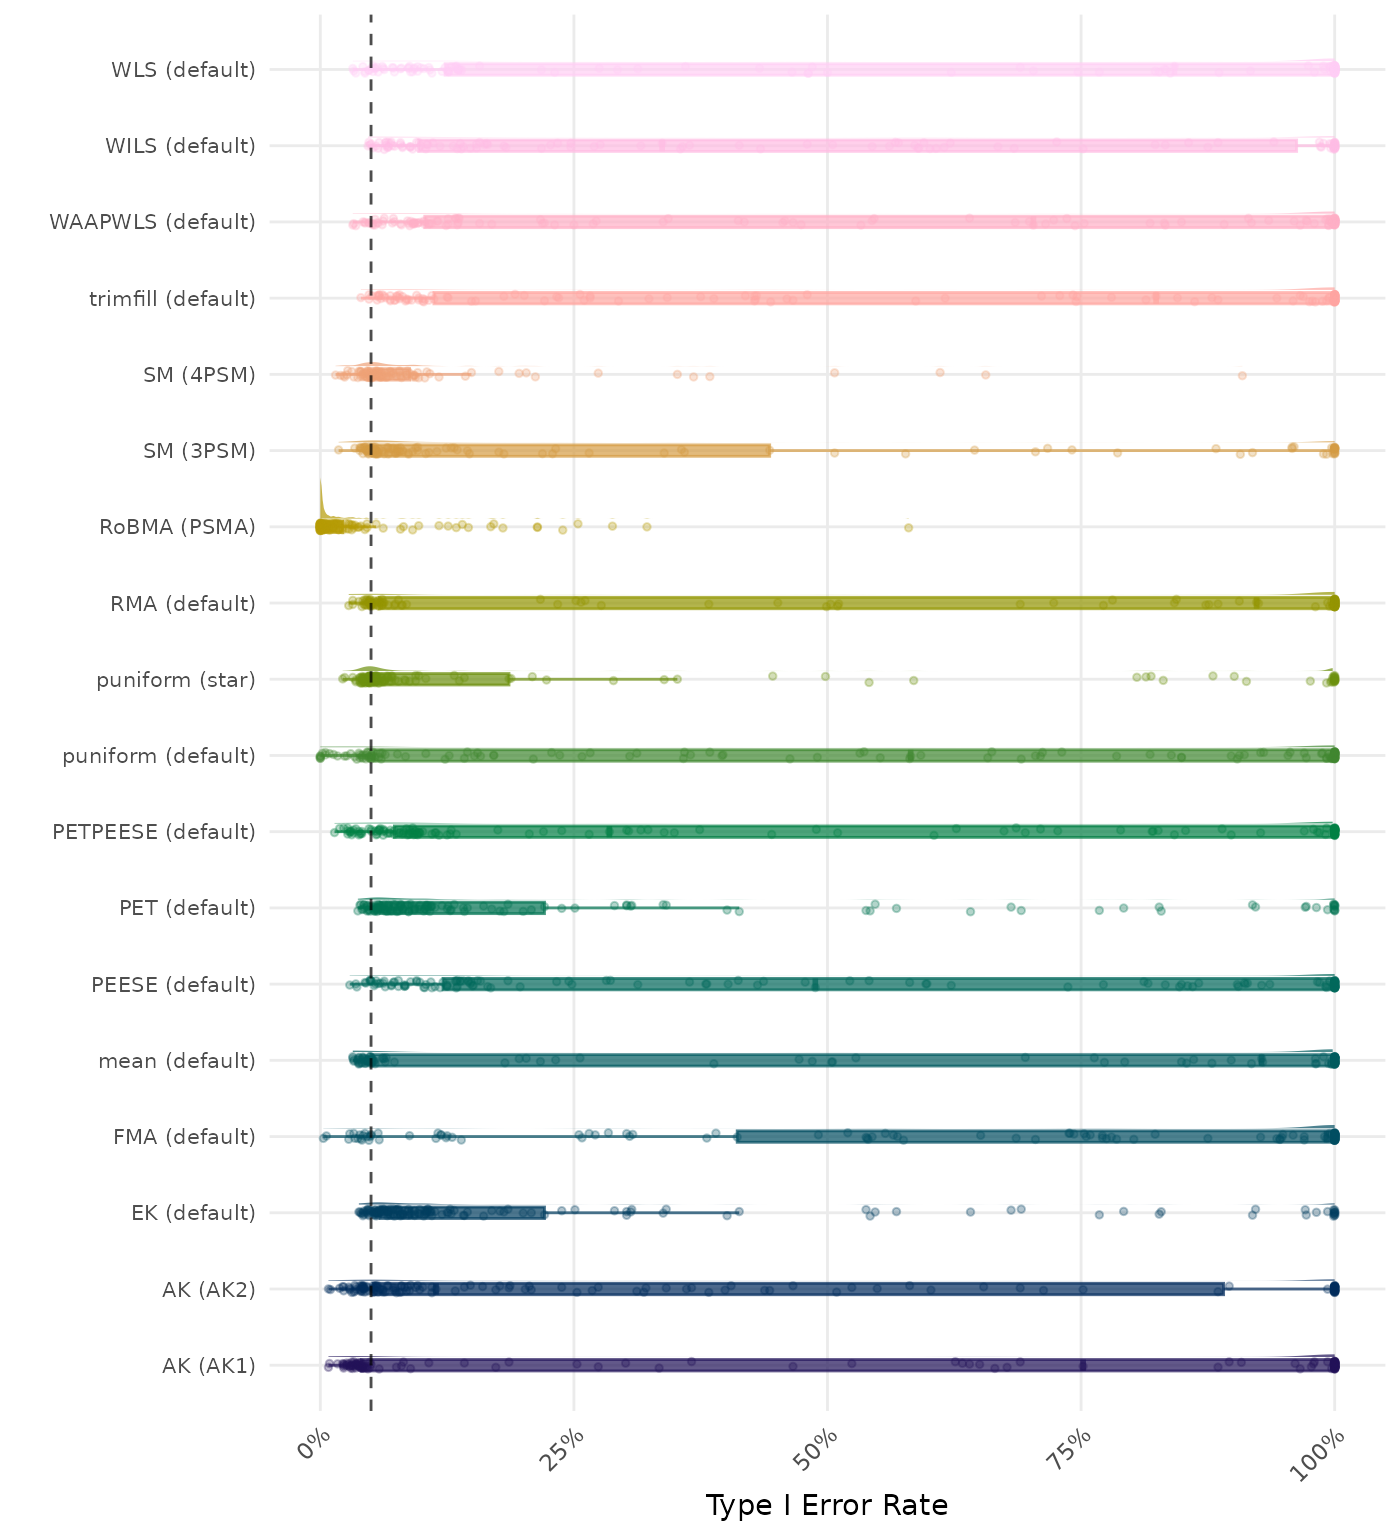 WLS (default)
WILS (default)
WAAPWLS (default)
trimfill (default)
SM (4PSM)
SM (3PSM)
RoBMA (PSMA)
RMA (default)
puniform (star)
puniform (default)
PETPEESE (default)
PET (default)
PEESE (default)
mean (default)
FMA (default)
EK (default)
AK (AK2)
AK (AK1)
0% 25% 50% 75% 100%
Type I Error Rate